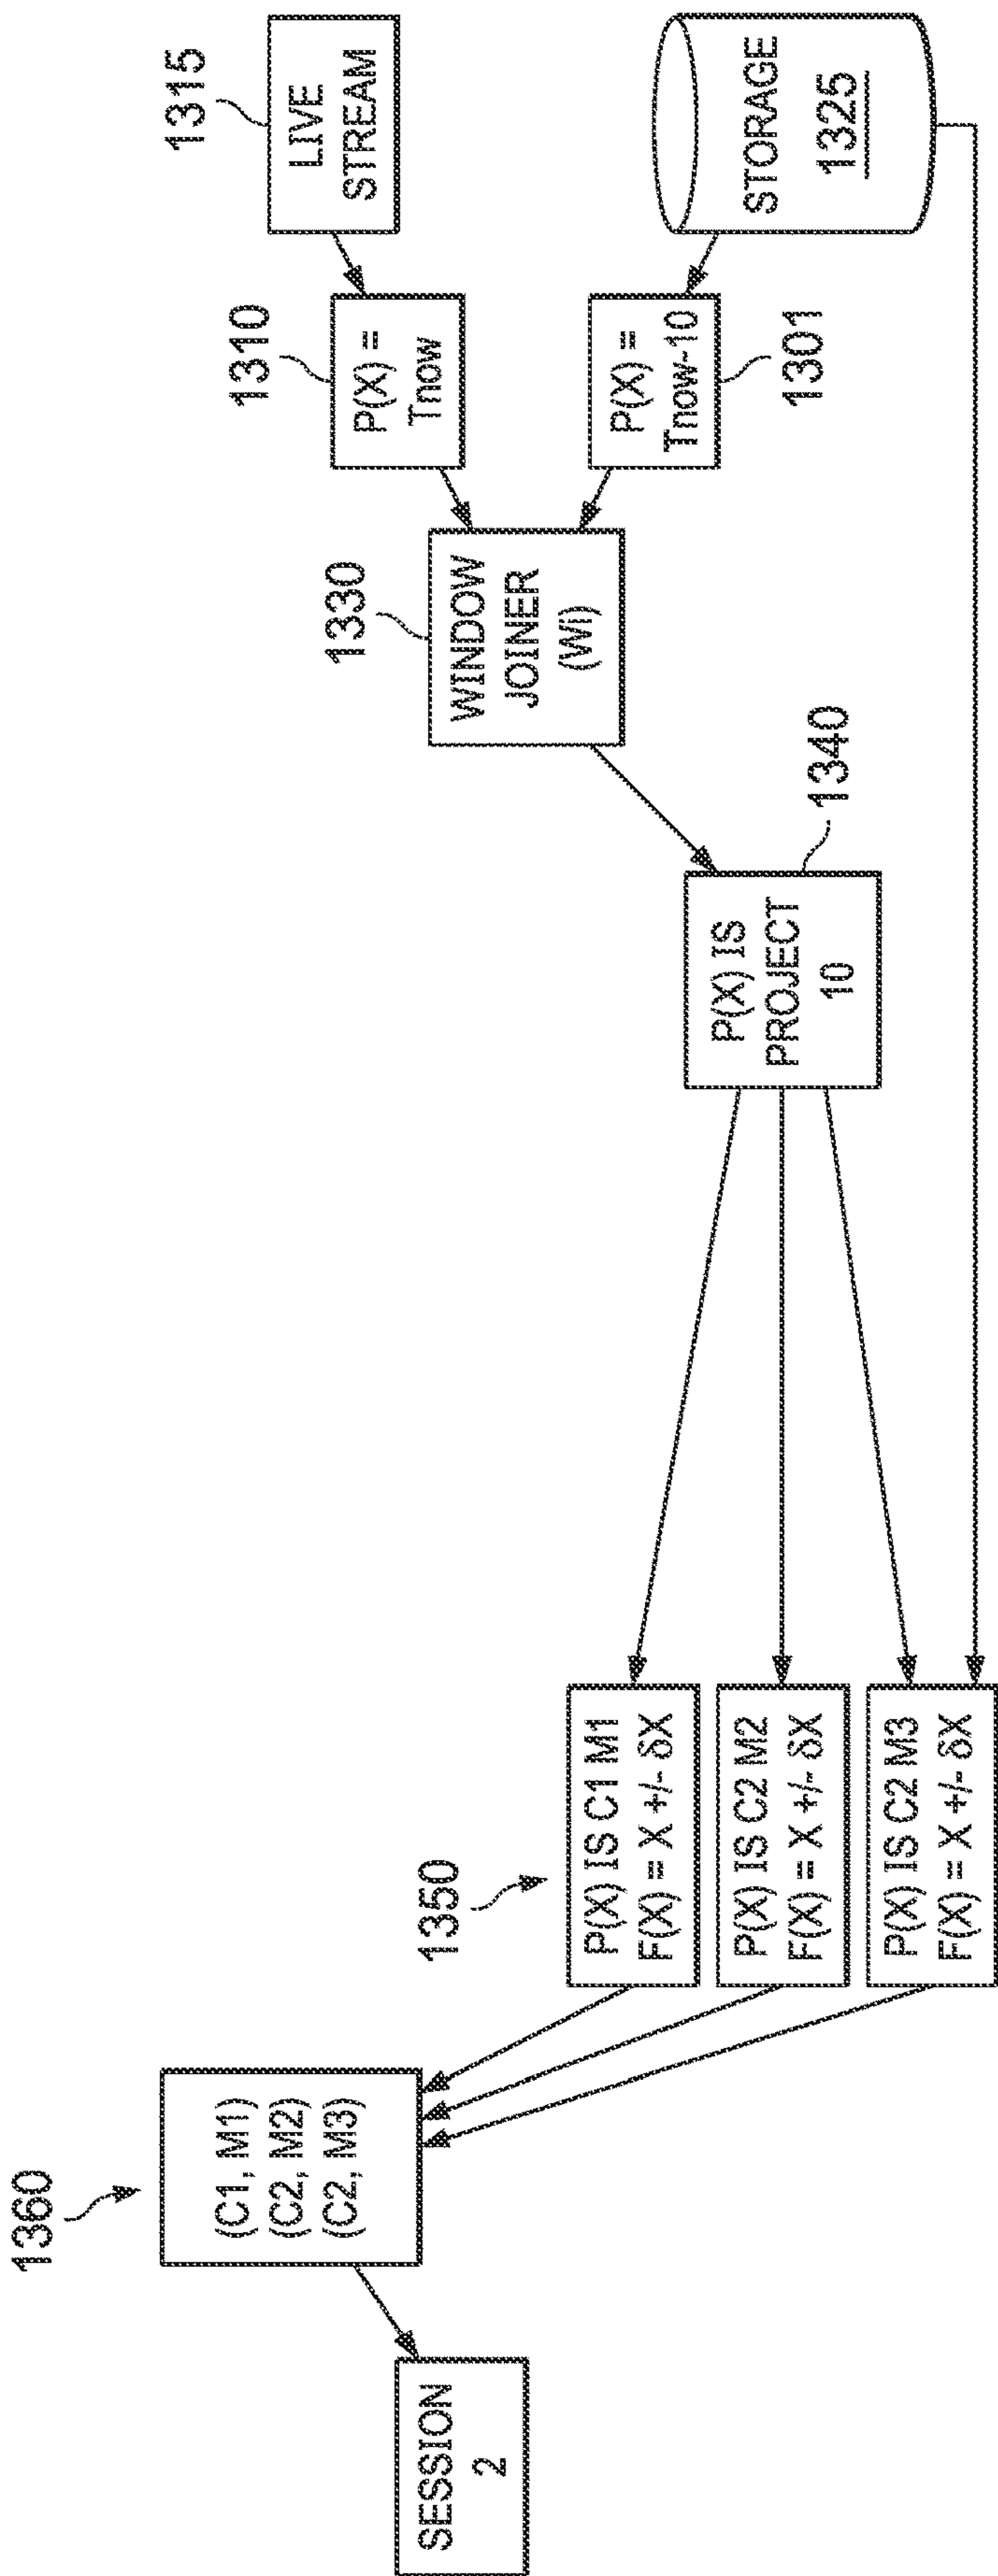 1360
(C1, M1)
(C2, M2)
(C2, M3)
SESSION
2
1350
P(X) IS C1 M1
F(X) = X +/- δX
P(X) IS C2 M2
F(X) = X +/- δX
P(X) IS C2 M3
F(X) = X +/- δX
P(X) IS
PROJECT
10
1340
1330
WINDOW
JOINER
(Wi)
1310
P(X) =
Tnow
P(X) =
Tnow-10
1301
1315
LIVE
STREAM
STORAGE
1325